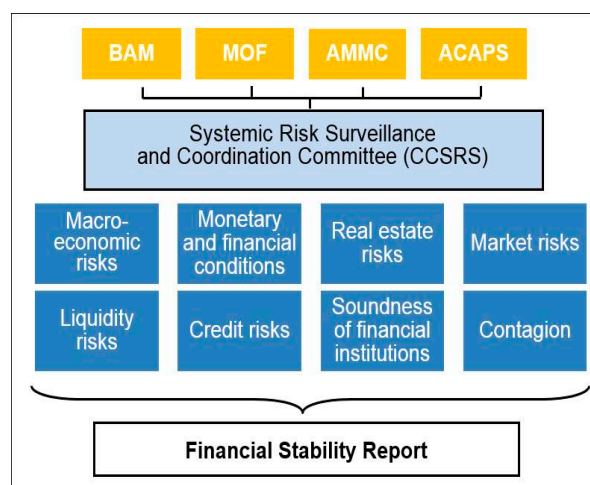 BAM MOF AMMC ACAPS
Systemic Risk Surveillance
and Coordination Committee (CCSRS)
Macro-
economic
risks
Monetary
and financial
conditions
Real estate
risks
Market risks
Liquidity
risks
Credit risks
Soundness
of financial
institutions
Contagion
Financial Stability Report